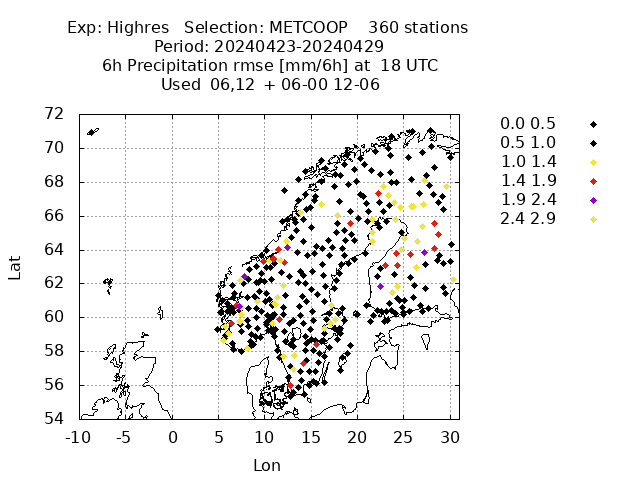 Exp: Highres   Selection: METCOOP    360 stations
Period: 20240423-20240429
6h Precipitation rmse [mm/6h] at  18 UTC
Used  06,12  + 06-00 12-06
0.0 0.5
0.5 1.0
1.0 1.4
1.4 1.9
1.9 2.4
2.4 2.9
72
70
68
66
64
62
60
58
56
54
Lat
-10 -5 0 5 10 15 20 25 30
Lon